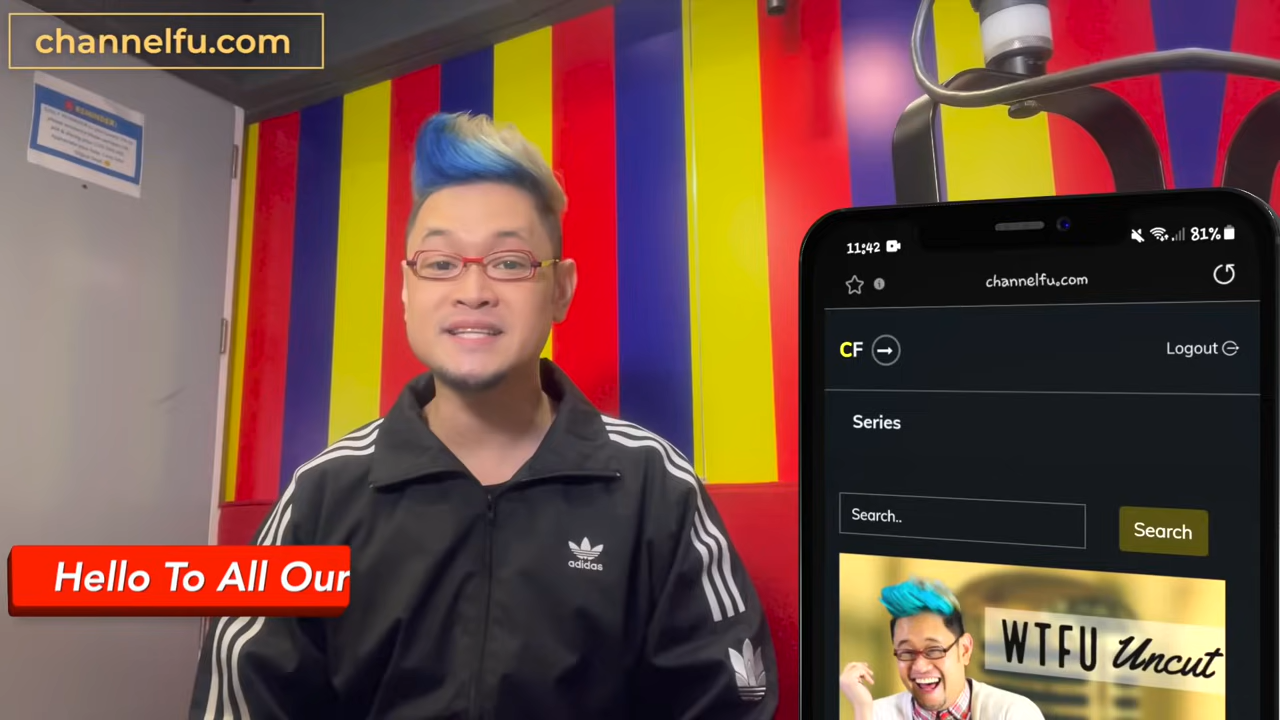 channelfu.com
REMINDER!
11:42
81%
channelfu.com
CF
Logout
Series
Search..
Search
WTFU Uncut
adidas
Hello To All Our